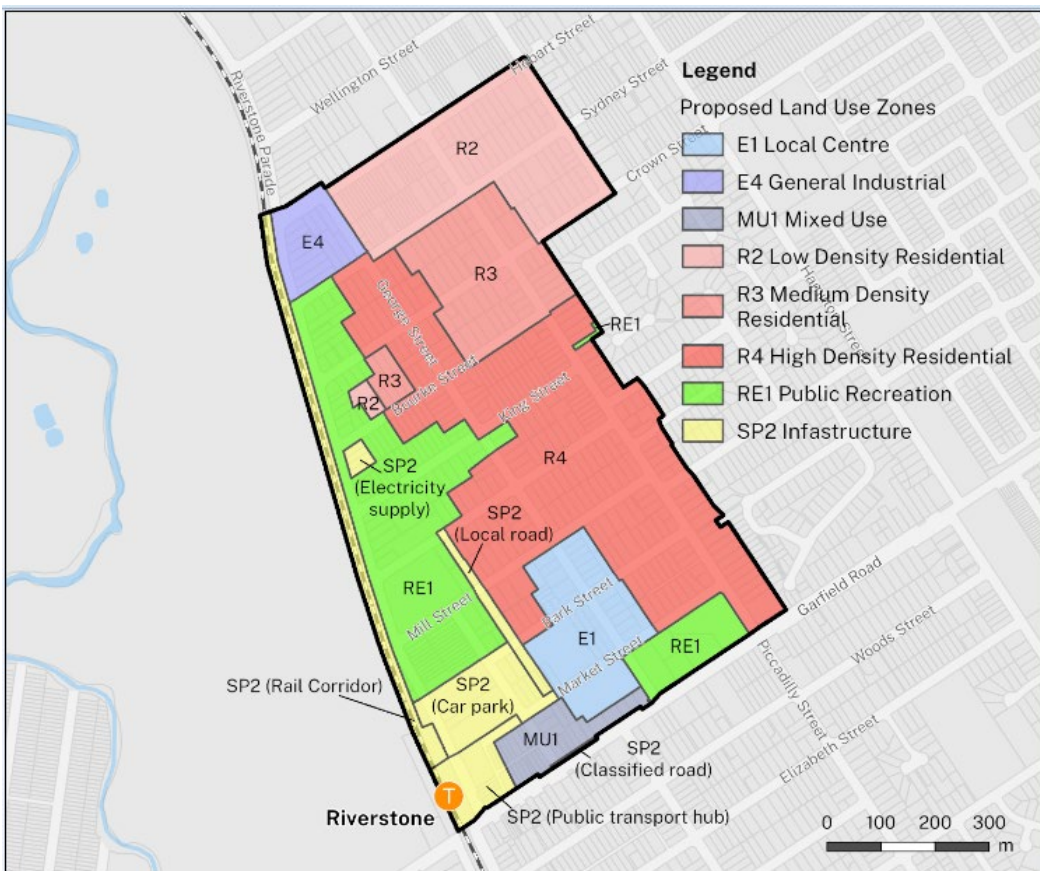 Legend
Proposed Land Use Zones
E1 Local Centre
E4 General Industrial
MU1 Mixed Use
R2 Low Density Residential
R3 Medium Density
Residential
R4 High Density Residential
RE1 Public Recreation
SP2 Infastructure
Hobart Street
Wellington Street
Sydney Street
Riverstone Parade
Crown Street
R2
E4
R3
George Street
RE1
R3
R2
Bourke Street
King Street
R4
SP2
(Electricity
supply)
SP2
(Local road)
RE1
Mill Street
Park Street
E1
Market Street
RE1
Garfield Road
Woods Street
Piccadilly Street
Elizabeth Street
SP2 (Rail Corridor)
SP2
(Car park)
MU1
SP2
(Classified road)
SP2 (Public transport hub)
T
Riverstone
0 100 200 300
m